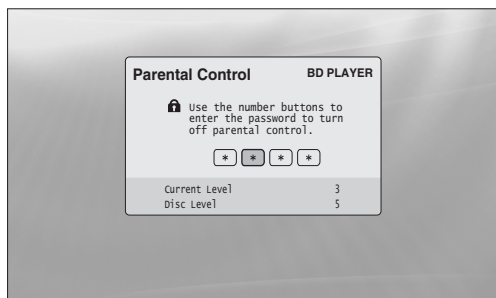 Parental Control BD PLAYER
Use the number buttons to
enter the password to turn
off parental control.
* * * *
Current Level 3
Disc Level 5